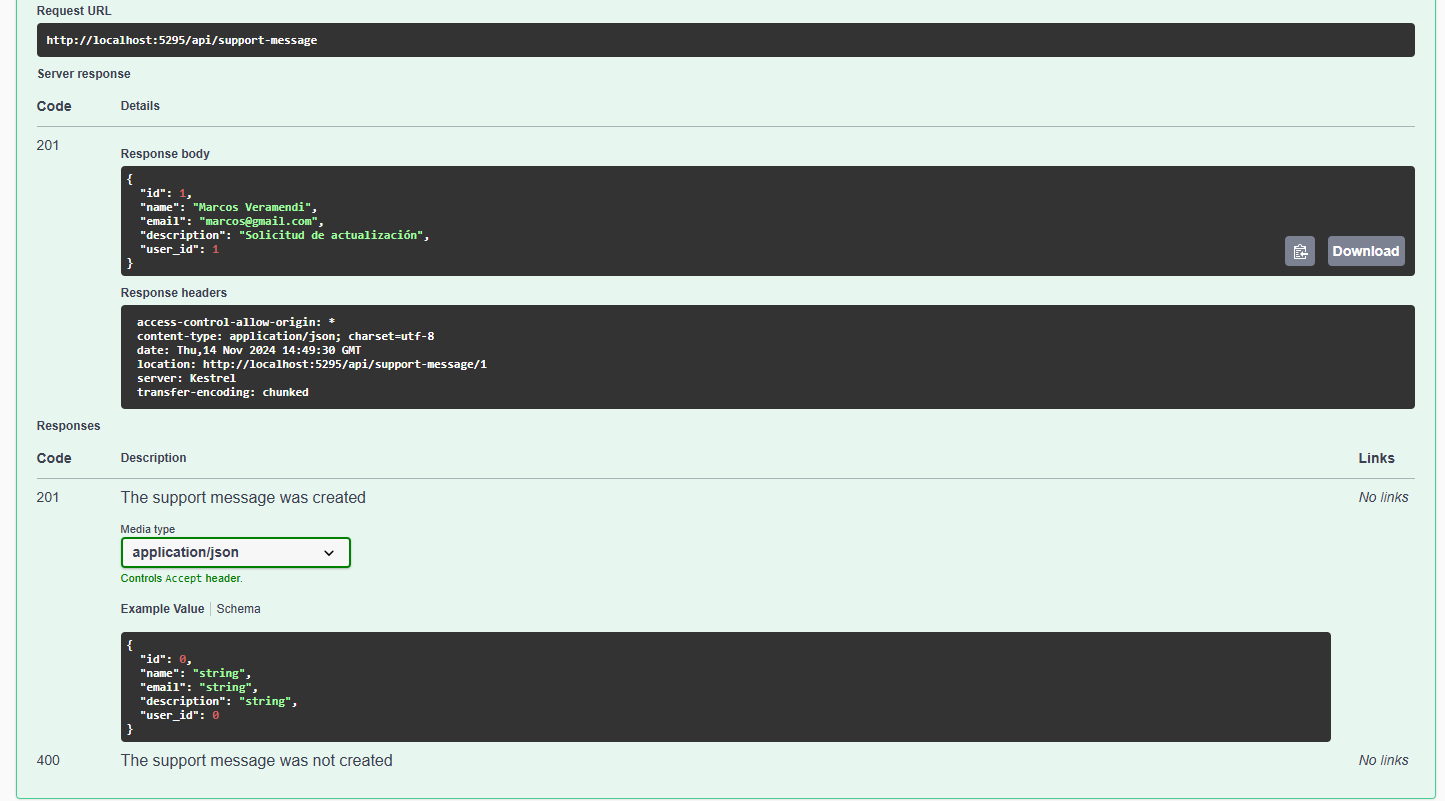 Request URL
http://localhost:5295/api/support-message
Server response
Code Details
201
Response body
{
  "id": 1,
  "name": "Marcos Veramendi",
  "email": "marcos@gmail.com",
  "description": "Solicitud de actualización",
  "user_id": 1
}
Download
Response headers
access-control-allow-origin: *
content-type: application/json; charset=utf-8
date: Thu,14 Nov 2024 14:49:30 GMT
location: http://localhost:5295/api/support-message/1
server: Kestrel
transfer-encoding: chunked
Responses
Code Description Links
201 The support message was created No links
Media type
application/json
Controls Accept header.
Example Value Schema
{
  "id": 0,
  "name": "string",
  "email": "string",
  "description": "string",
  "user_id": 0
}
400 The support message was not created No links